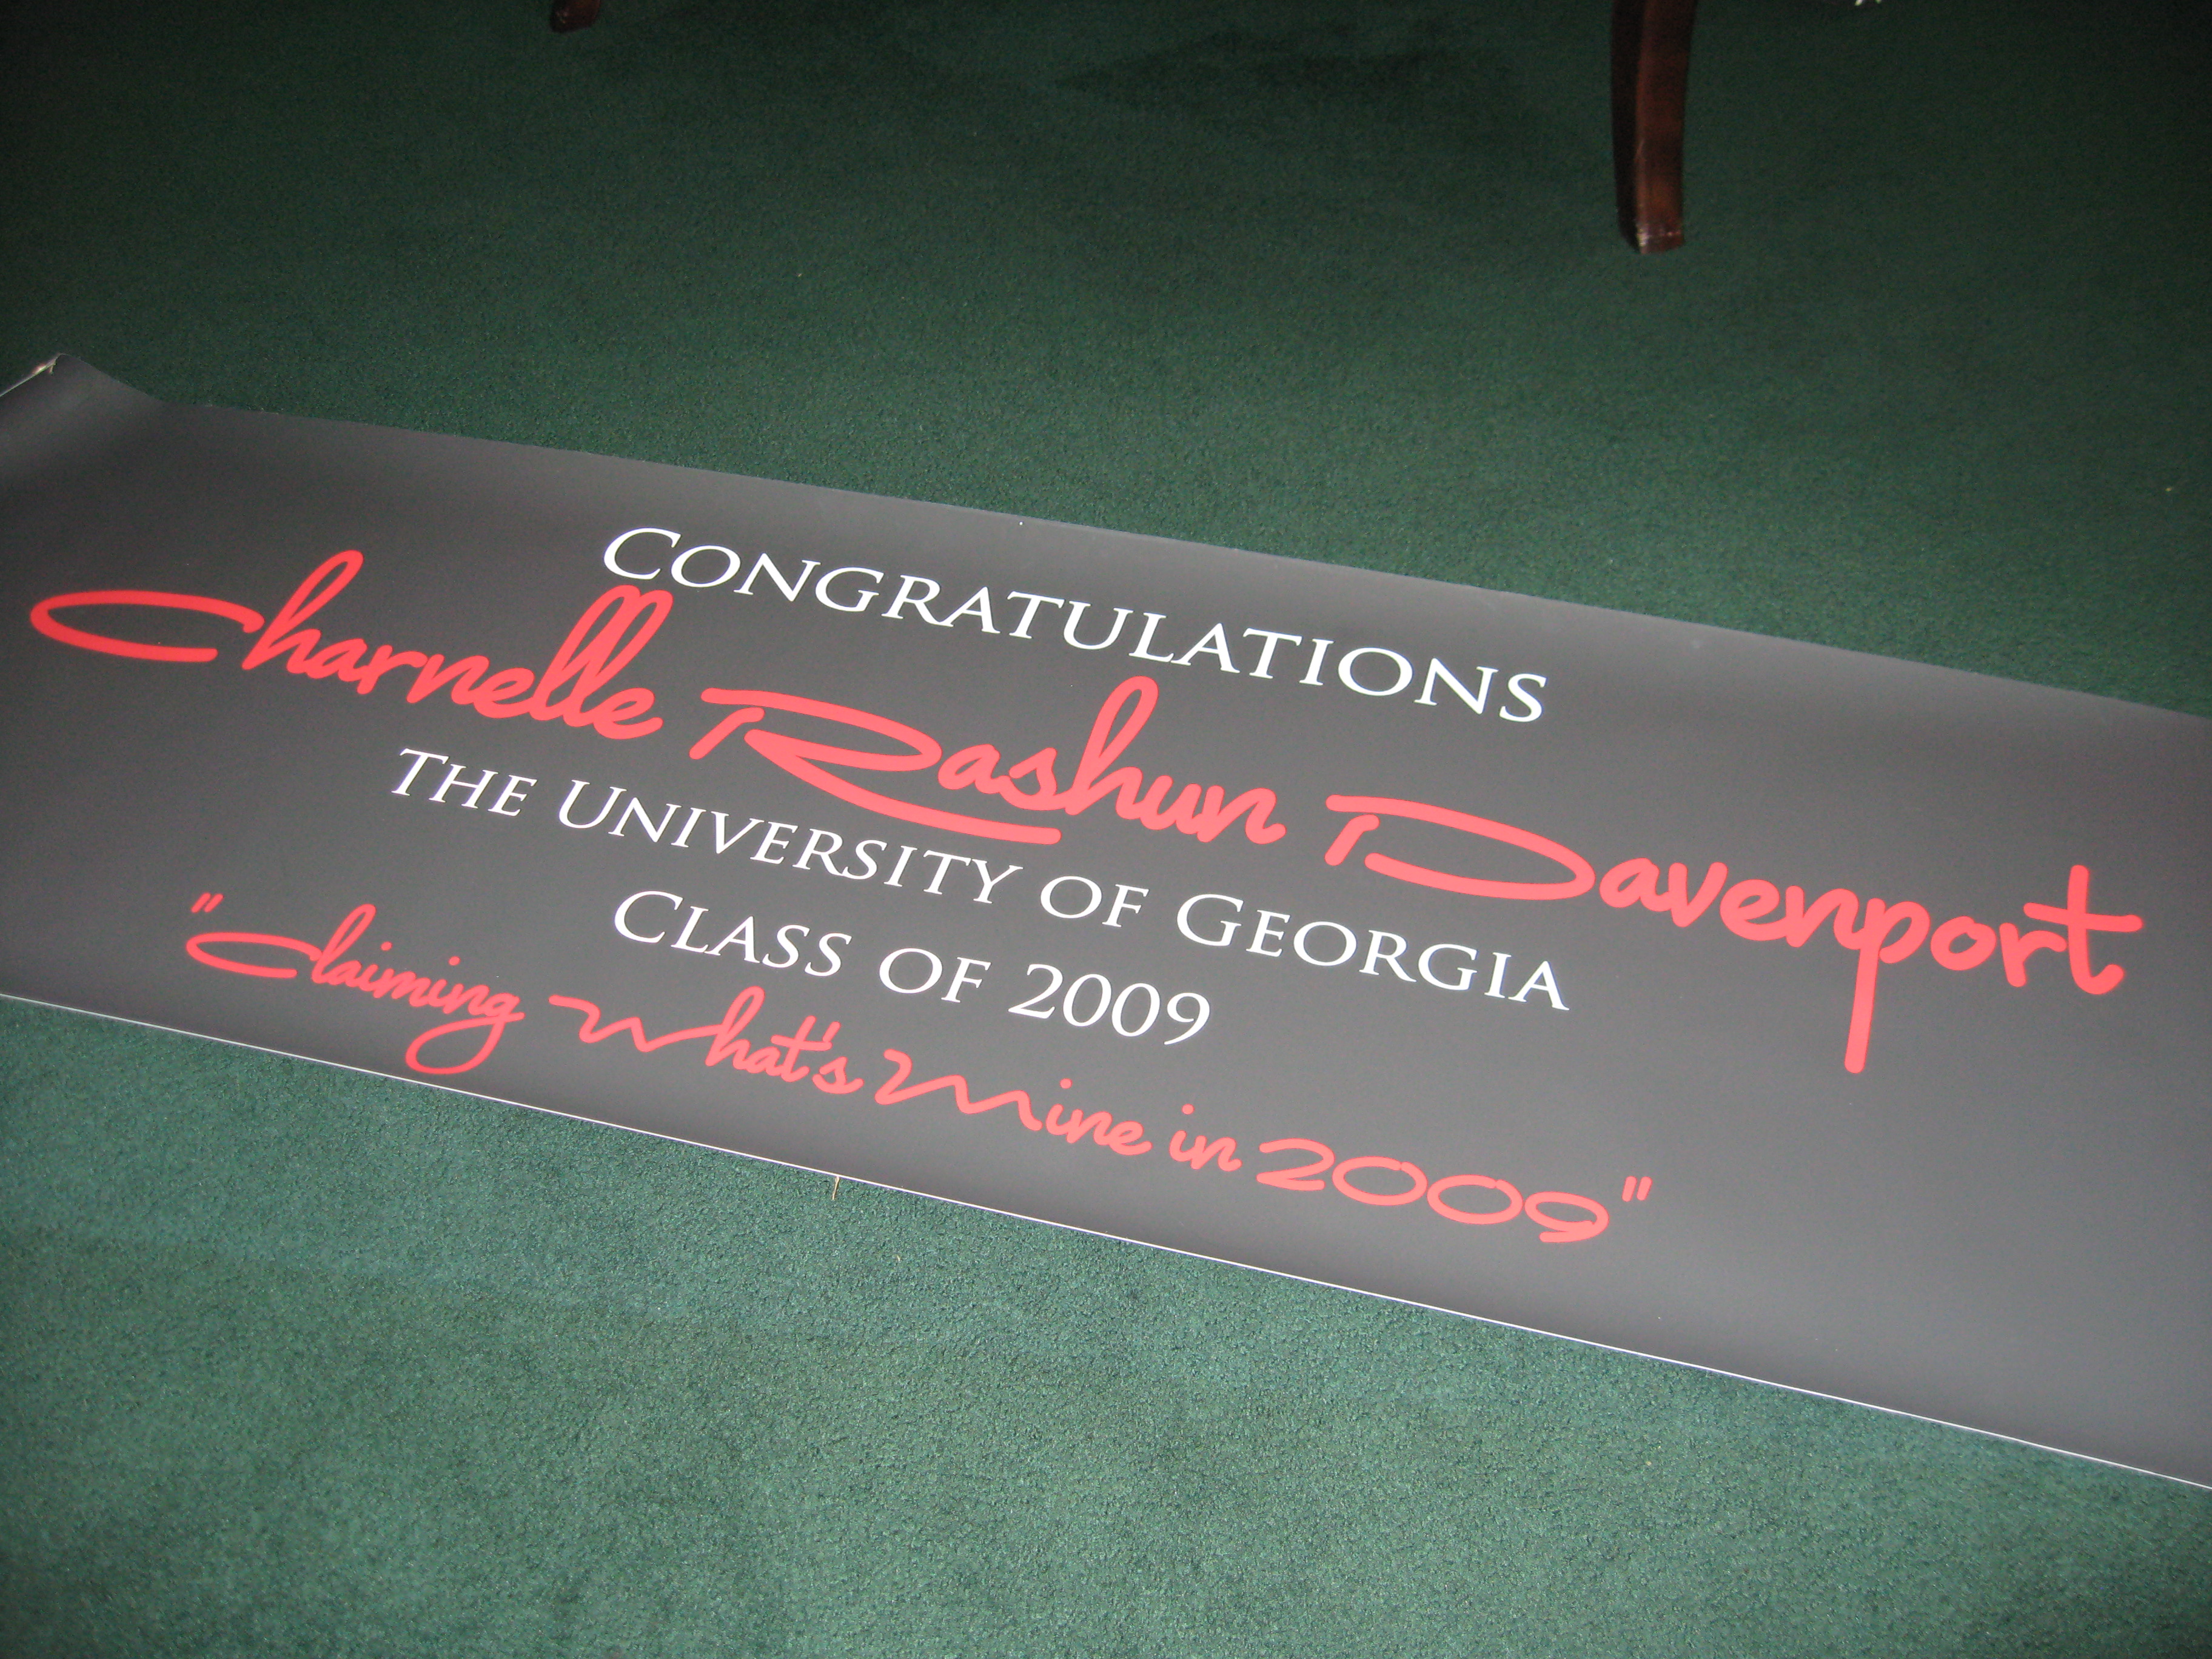 CONGRATULATIONS
Charnelle Rashun Davenport
THE UNIVERSITY OF GEORGIA
CLASS OF 2009
"Claiming What's Mine in 2009"